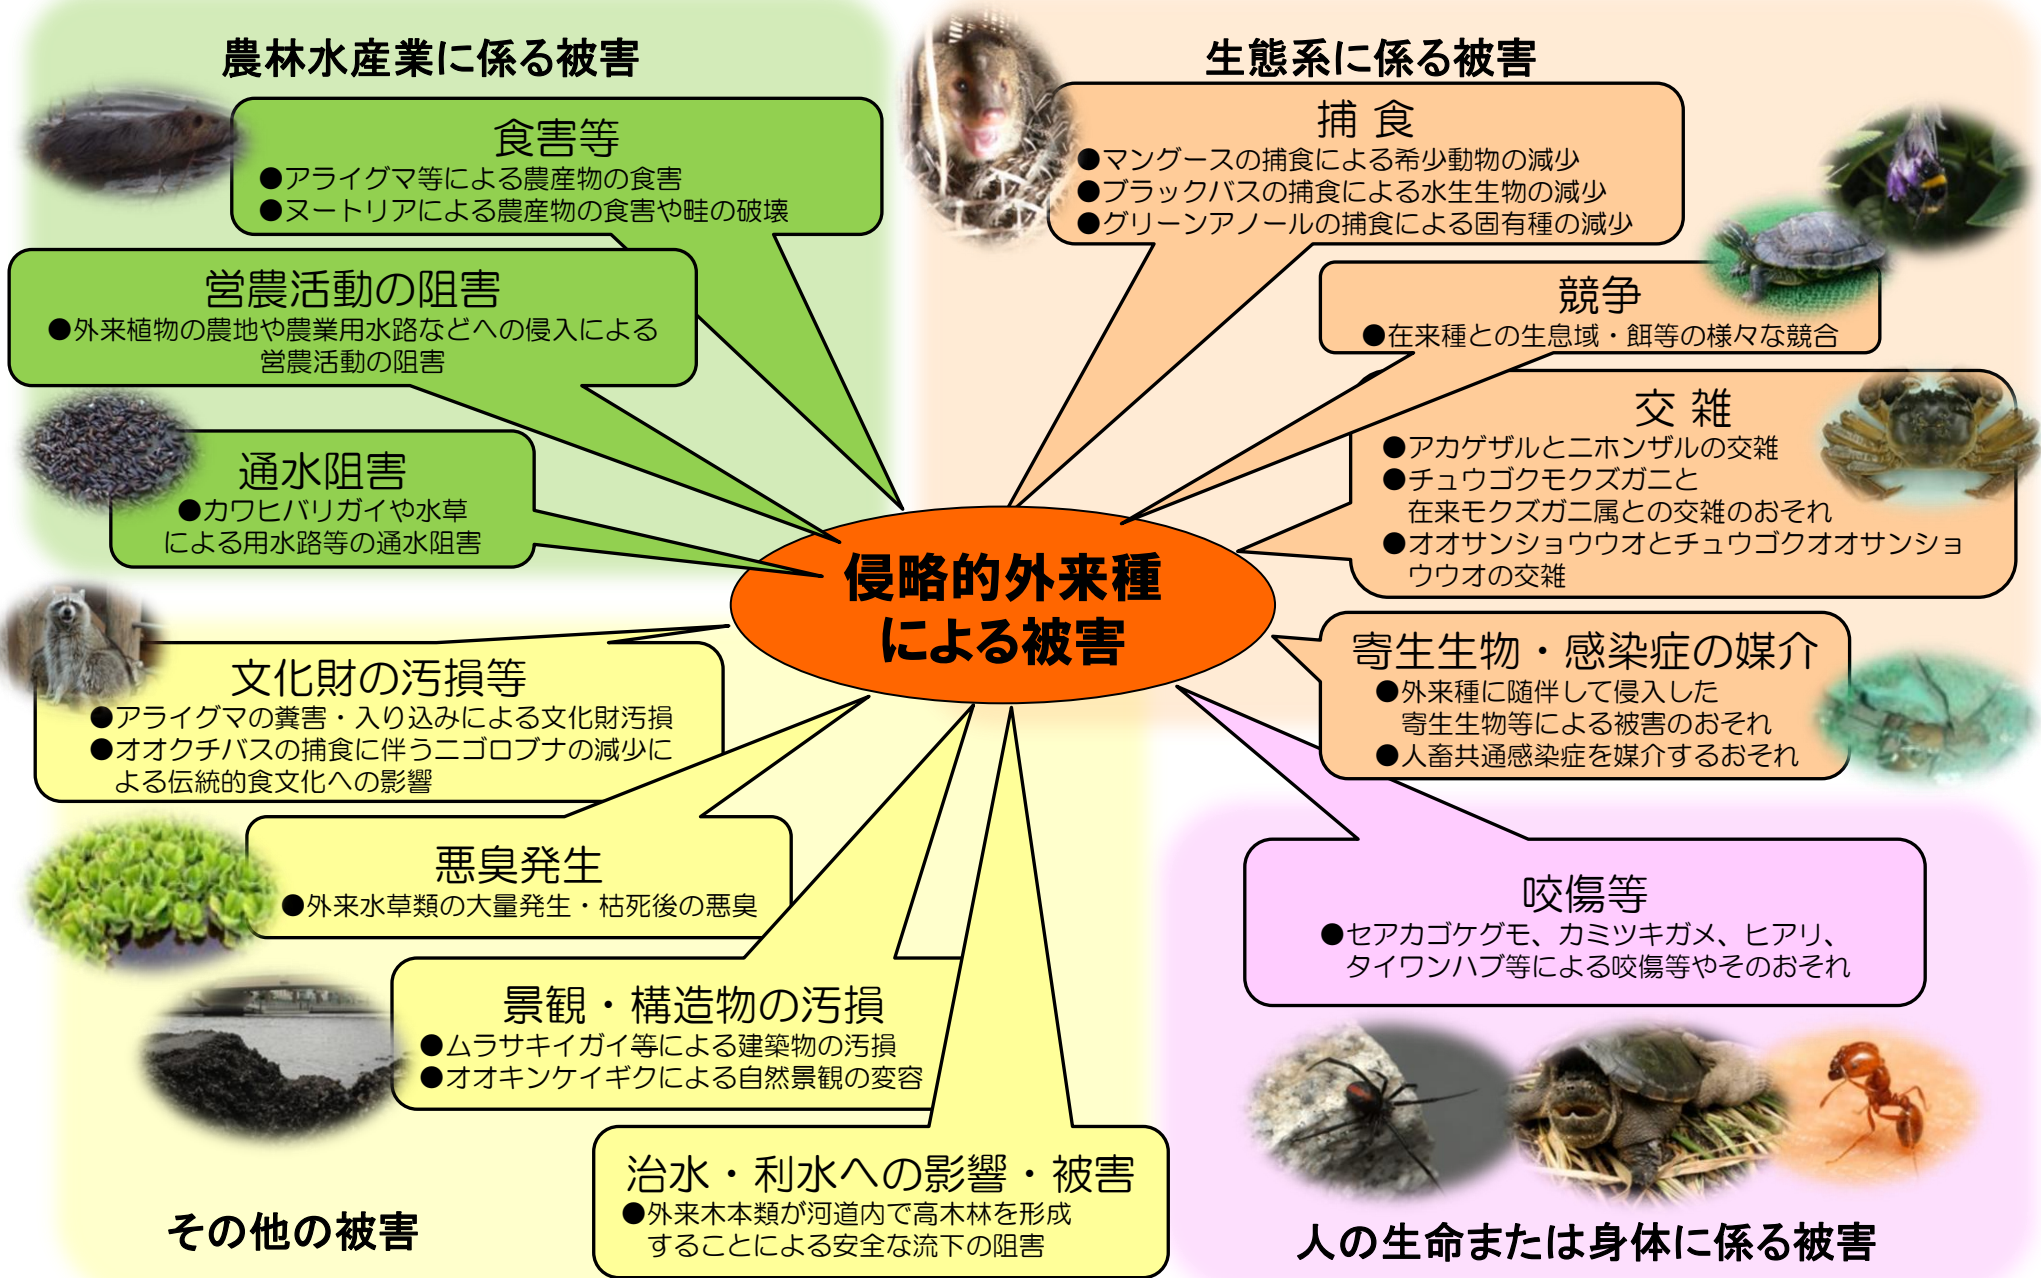 農林水産業に係る被害
食害等
●アライグマ等による農産物の食害
●ヌートリアによる農産物の食害や畦の破壊
営農活動の阻害
●外来植物の農地や農業用水路などへの侵入による
営農活動の阻害
通水阻害
●カワヒバリガイや水草
による用水路等の通水阻害
生態系に係る被害
捕 食
●マングースの捕食による希少動物の減少
●ブラックバスの捕食による水生生物の減少
●グリーンアノールの捕食による固有種の減少
競争
●在来種との生息域・餌等の様々な競合
交 雑
●アカゲザルとニホンザルの交雑
●チュウゴクモクズガニと
在来モクズガニ属との交雑のおそれ
●オオサンショウウオとチュウゴクオオサンショ
ウウオの交雑
寄生生物・感染症の媒介
●外来種に随伴して侵入した
寄生生物等による被害のおそれ
●人畜共通感染症を媒介するおそれ
侵略的外来種
による被害
文化財の汚損等
●アライグマの糞害・入り込みによる文化財汚損
●オオクチバスの捕食に伴うニゴロブナの減少に
よる伝統的食文化への影響
悪臭発生
●外来水草類の大量発生・枯死後の悪臭
景観・構造物の汚損
●ムラサキイガイ等による建築物の汚損
●オオキンケイギクによる自然景観の変容
治水・利水への影響・被害
●外来木本類が河道内で高木林を形成
することによる安全な流下の阻害
その他の被害
咬傷等
●セアカゴケグモ、カミツキガメ、ヒアリ、
タイワンハブ等による咬傷等やそのおそれ
人の生命または身体に係る被害